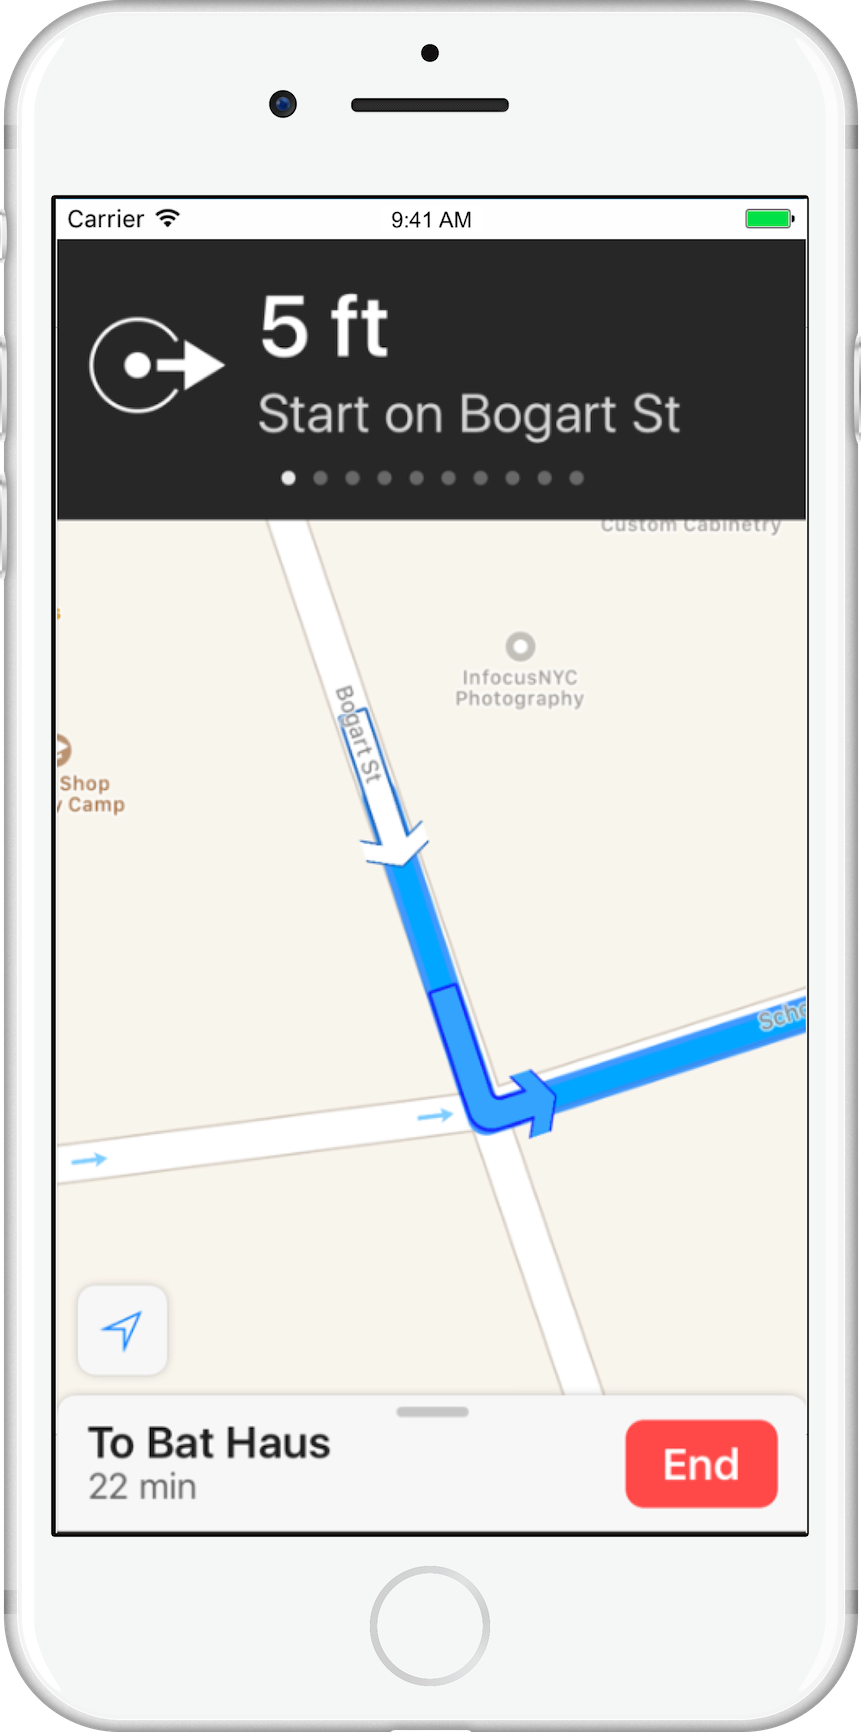 Carrier
9:41 AM
5 ft
Start on Bogart St
Custom Cabinetry
InfocusNYC
Photography
Bogart St
Shop
Camp
To Bat Haus
22 min
End